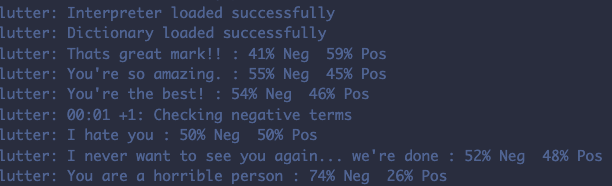 lutter: Interpreter loaded successfully
lutter: Dictionary loaded successfully
lutter: Thats great mark!! : 41% Neg  59% Pos
lutter: You're so amazing. : 55% Neg  45% Pos
lutter: You're the best! : 54% Neg  46% Pos
lutter: 00:01 +1: Checking negative terms
lutter: I hate you : 50% Neg  50% Pos
lutter: I never want to see you again... we're done : 52% Neg  48% Pos
lutter: You are a horrible person : 74% Neg  26% Pos